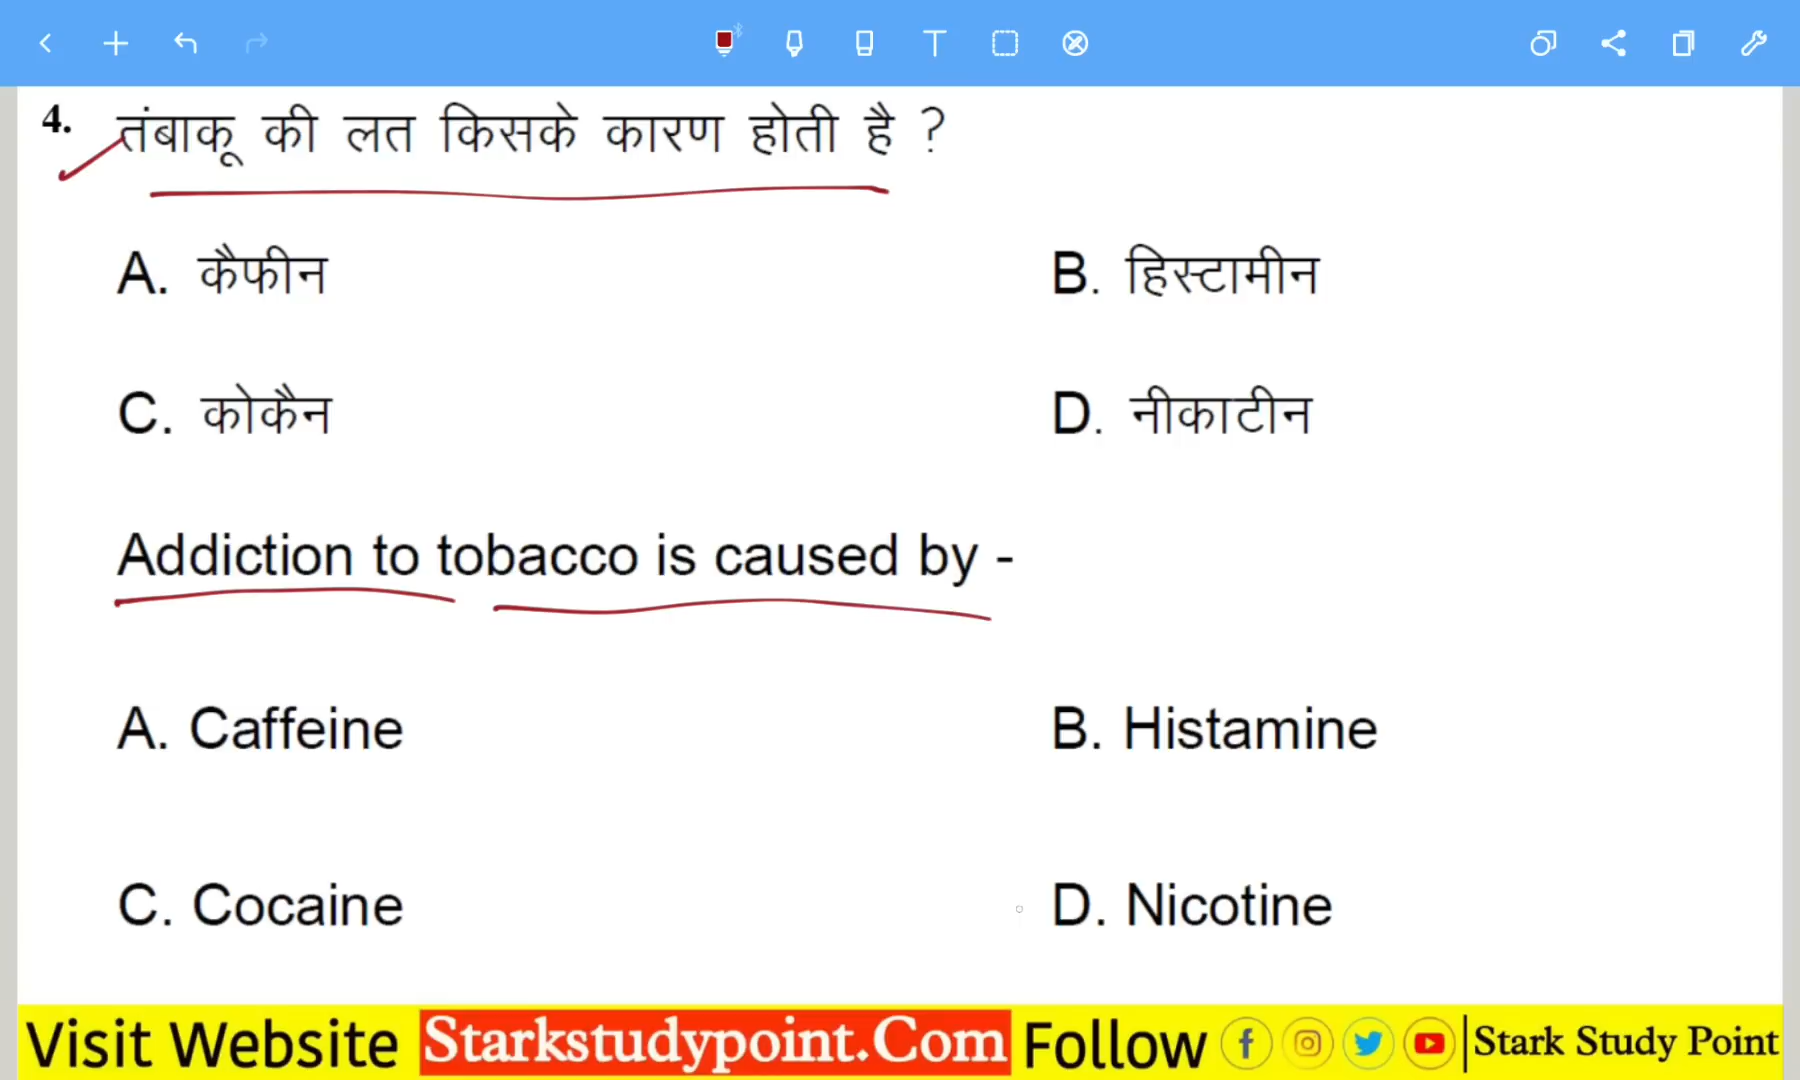 4. तंबाकू की लत किसके कारण होती है ?
A. कैफीन B. हिस्टामीन
C. कोकैन D. नीकाटीन
Addiction to tobacco is caused by -
A. Caffeine B. Histamine
C. Cocaine D. Nicotine
Visit Website Starkstudypoint.Com Follow Stark Study Point